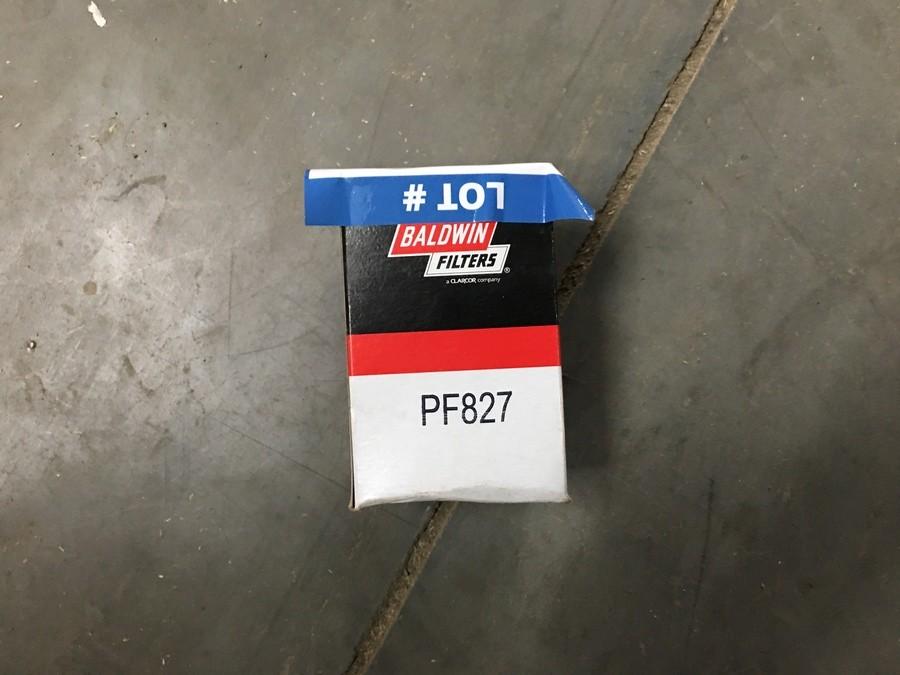 LOT #
BALDWIN
FILTERS®
a CLARCOR company
PF827